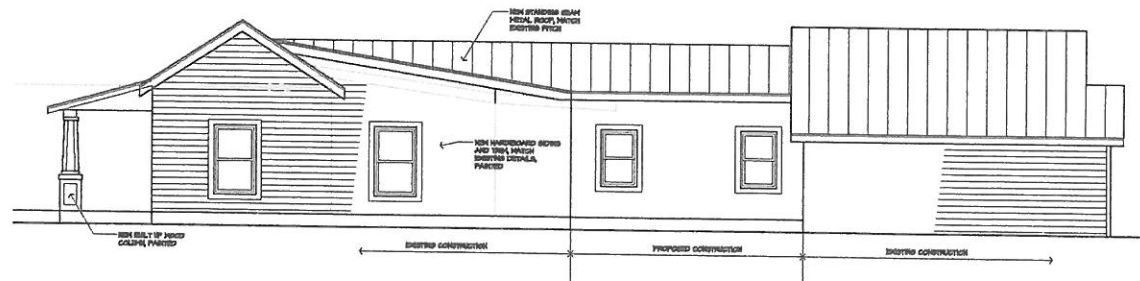 NEW STANDING SEAM
METAL ROOF, MATCH
EXISTING PITCH
NEW HARDIBOARD SIDING
AND TRIM, MATCH
EXISTING DETAILS,
PAINTED
NEW BUILT UP WOOD
COLUMN, PAINTED
EXISTING CONSTRUCTION
PROPOSED CONSTRUCTION
EXISTING CONSTRUCTION